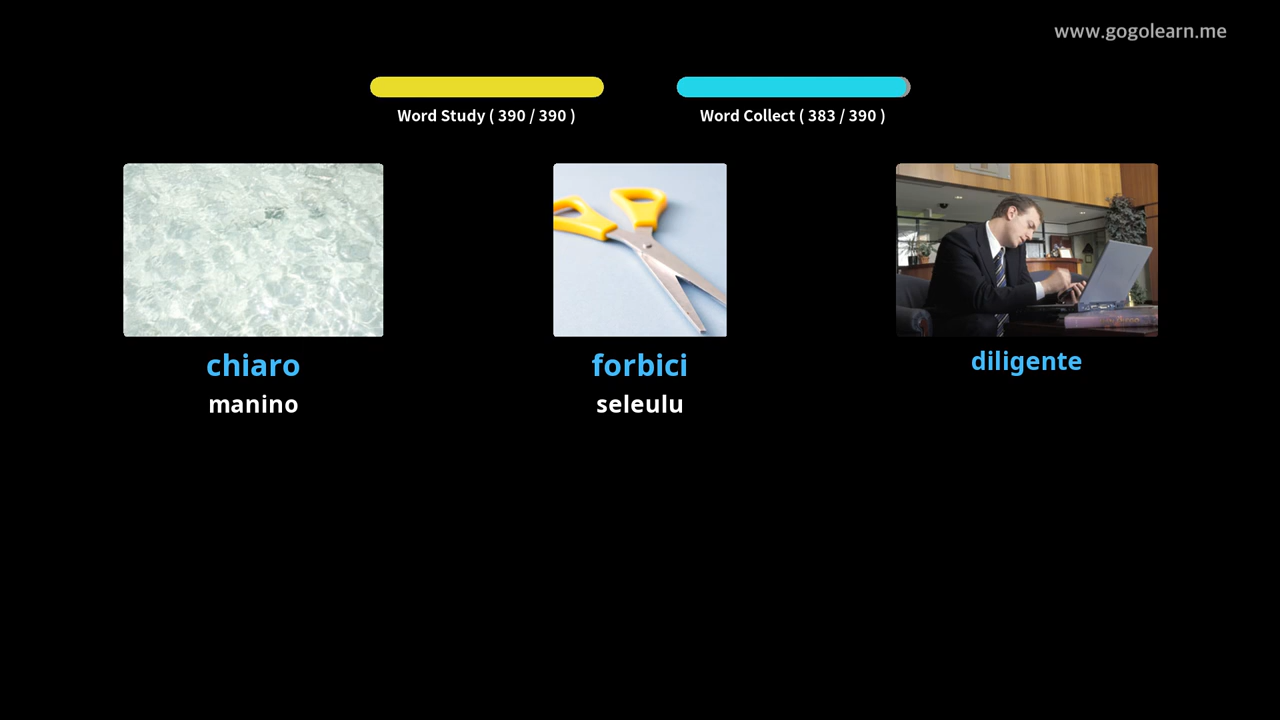 www.gogolearn.me
Word Study ( 390 / 390 )
Word Collect ( 383 / 390 )
chiaro
manino
forbici
seleulu
diligente